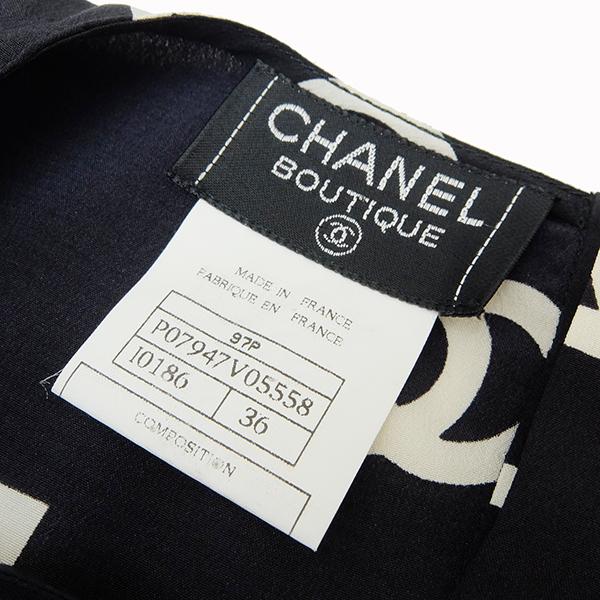 CHANEL
BOUTIQUE
MADE IN FRANCE
FABRIQUE EN FRANCE
97P
P07947V05558
10186
36
COMPOSITION